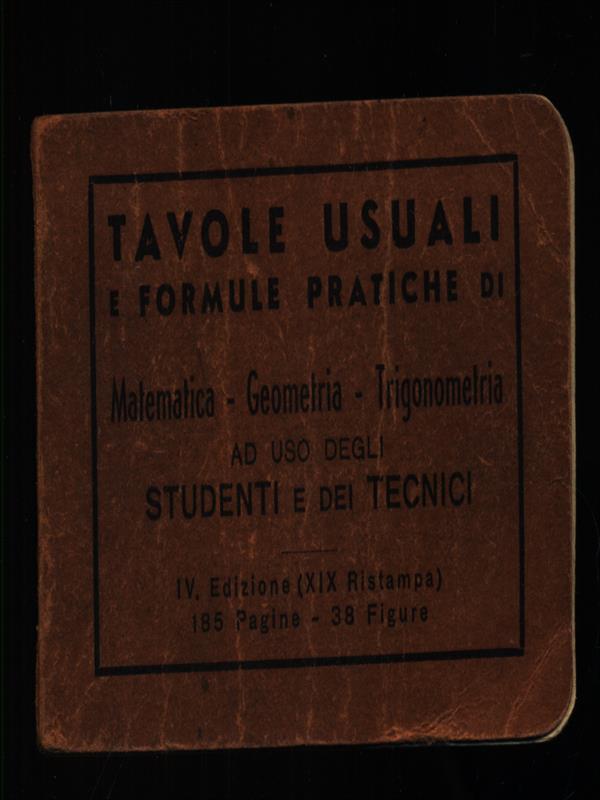 TAVOLE USUALI
E FORMULE PRATICHE DI
Matematica - Geometria - Trigonometria
AD USO DEGLI
STUDENTI E DEI TECNICI
IV. Edizione (XIX Ristampa)
185 Pagine - 38 Figure